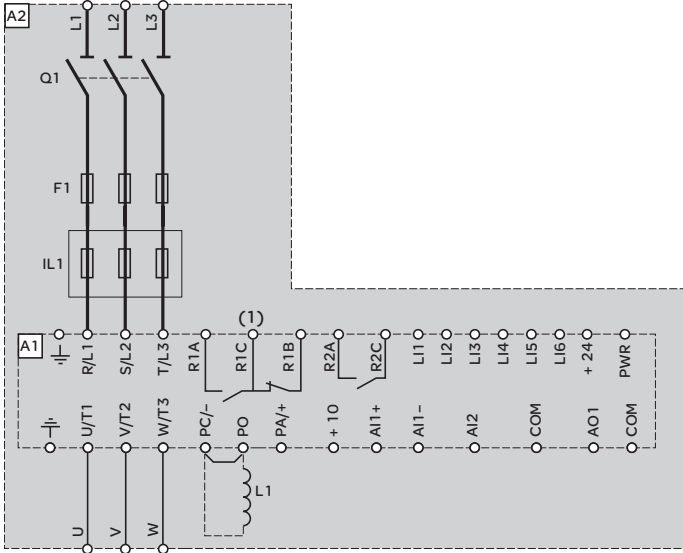 A2
L1 L2 L3
Q1
F1
IL1
(1)
A1
R/L1 S/L2 T/L3 R1A R1C R1B R2A R2C LI1 LI2 LI3 LI4 LI5 LI6 + 24 PWR
U/T1 V/T2 W/T3 PC/- PO PA/+ + 10 AI1+ AI1- AI2 COM AO1 COM
L1
U V W